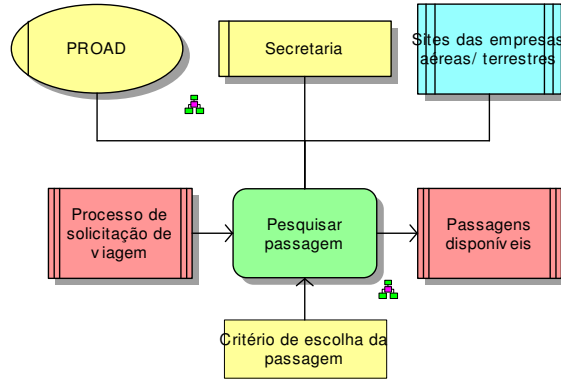 PROAD
Secretaria
Sites das empresas
aéreas/ terrestres
Processo de
solicitação de
viagem
Pesquisar
passagem
Passagens
disponíveis
Critério de escolha da
passagem